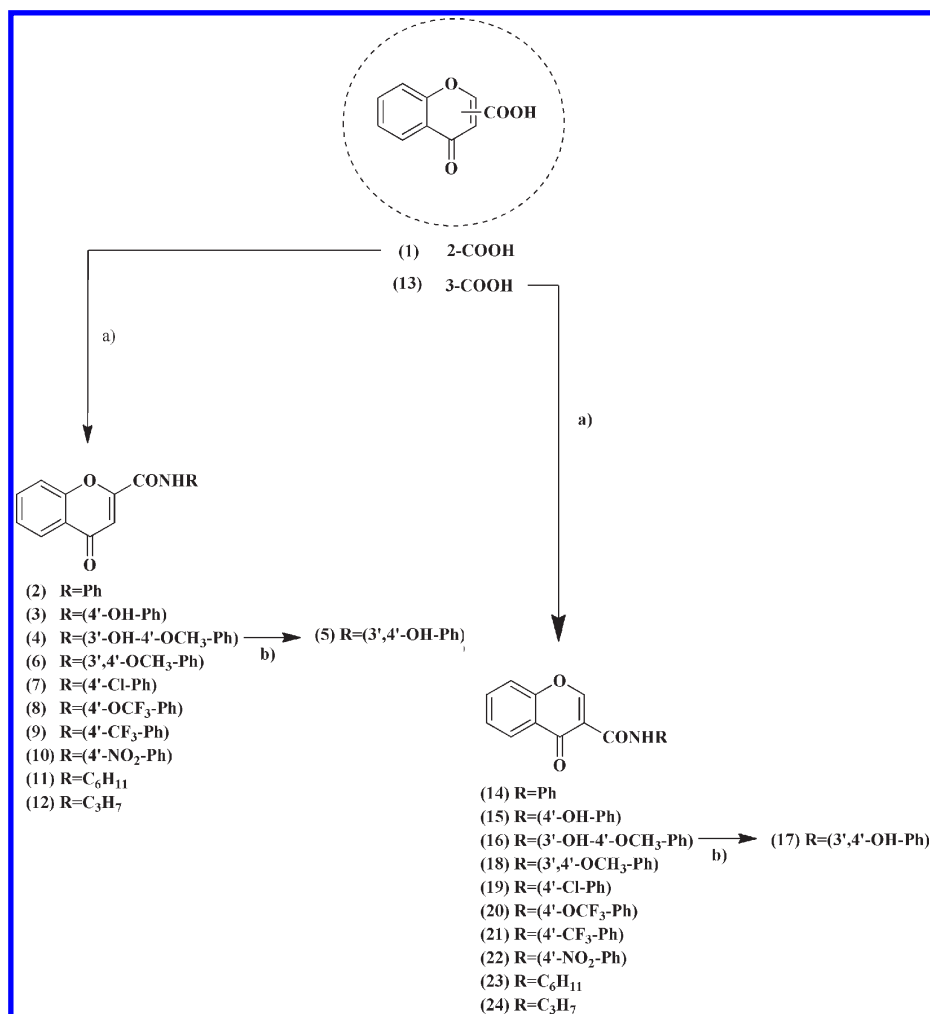 O
COOH
O
(1) 2-COOH
(13) 3-COOH
a)
a)
O
CONHR
O
(2) R=Ph
(3) R=(4'-OH-Ph)
(4) R=(3'-OH-4'-OCH₃-Ph)
b)
(5) R=(3',4'-OH-Ph)
(6) R=(3',4'-OCH₃-Ph)
(7) R=(4'-Cl-Ph)
(8) R=(4'-OCF₃-Ph)
(9) R=(4'-CF₃-Ph)
(10) R=(4'-NO₂-Ph)
(11) R=C₆H₁₁
(12) R=C₃H₇
O
CONHR
O
(14) R=Ph
(15) R=(4'-OH-Ph)
(16) R=(3'-OH-4'-OCH₃-Ph)
b)
(17) R=(3',4'-OH-Ph)
(18) R=(3',4'-OCH₃-Ph)
(19) R=(4'-Cl-Ph)
(20) R=(4'-OCF₃-Ph)
(21) R=(4'-CF₃-Ph)
(22) R=(4'-NO₂-Ph)
(23) R=C₆H₁₁
(24) R=C₃H₇